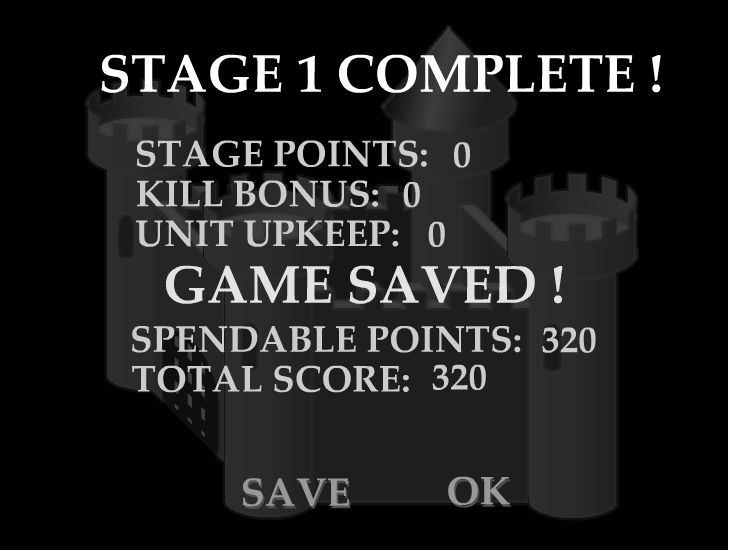 STAGE 1 COMPLETE !
STAGE POINTS: 0
KILL BONUS: 0
UNIT UPKEEP: 0
GAME SAVED !
SPENDABLE POINTS: 320
TOTAL SCORE: 320
SAVE OK